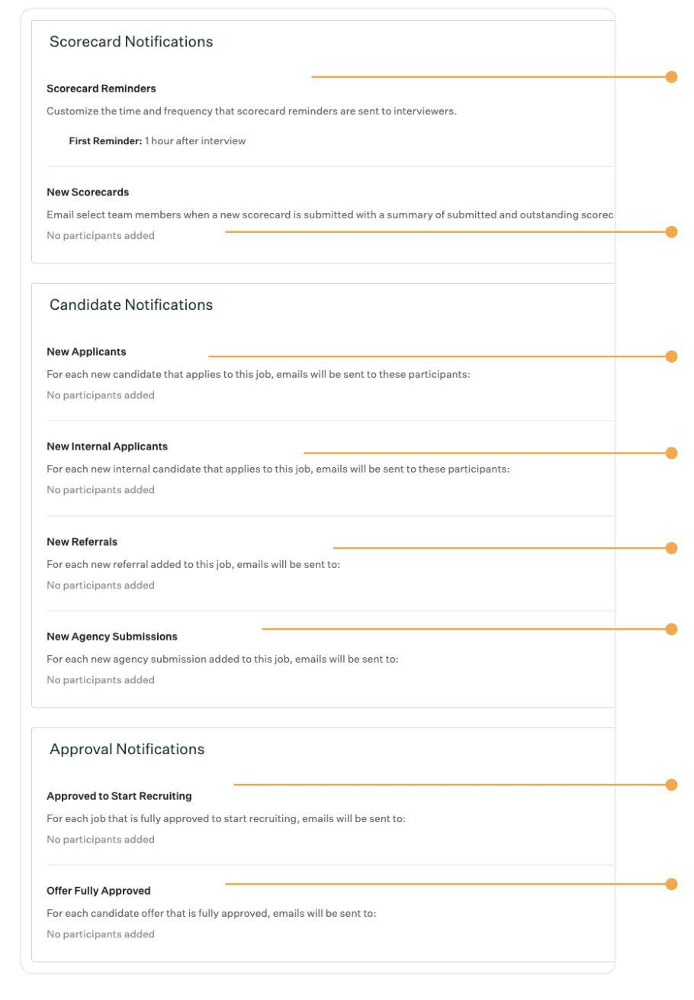 Scorecard Notifications
Scorecard Reminders
Customize the time and frequency that scorecard reminders are sent to interviewers.
First Reminder: 1 hour after interview
New Scorecards
Email select team members when a new scorecard is submitted with a summary of submitted and outstanding scorec
No participants added
Candidate Notifications
New Applicants
For each new candidate that applies to this job, emails will be sent to these participants:
No participants added
New Internal Applicants
For each new internal candidate that applies to this job, emails will be sent to these participants:
No participants added
New Referrals
For each new referral added to this job, emails will be sent to:
No participants added
New Agency Submissions
For each new agency submission added to this job, emails will be sent to:
No participants added
Approval Notifications
Approved to Start Recruiting
For each job that is fully approved to start recruiting, emails will be sent to:
No participants added
Offer Fully Approved
For each candidate offer that is fully approved, emails will be sent to:
No participants added